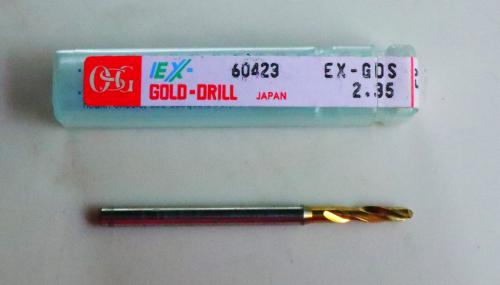 OSG EX- 60423 EX-GDS
GOLD-DRILL JAPAN 2.35